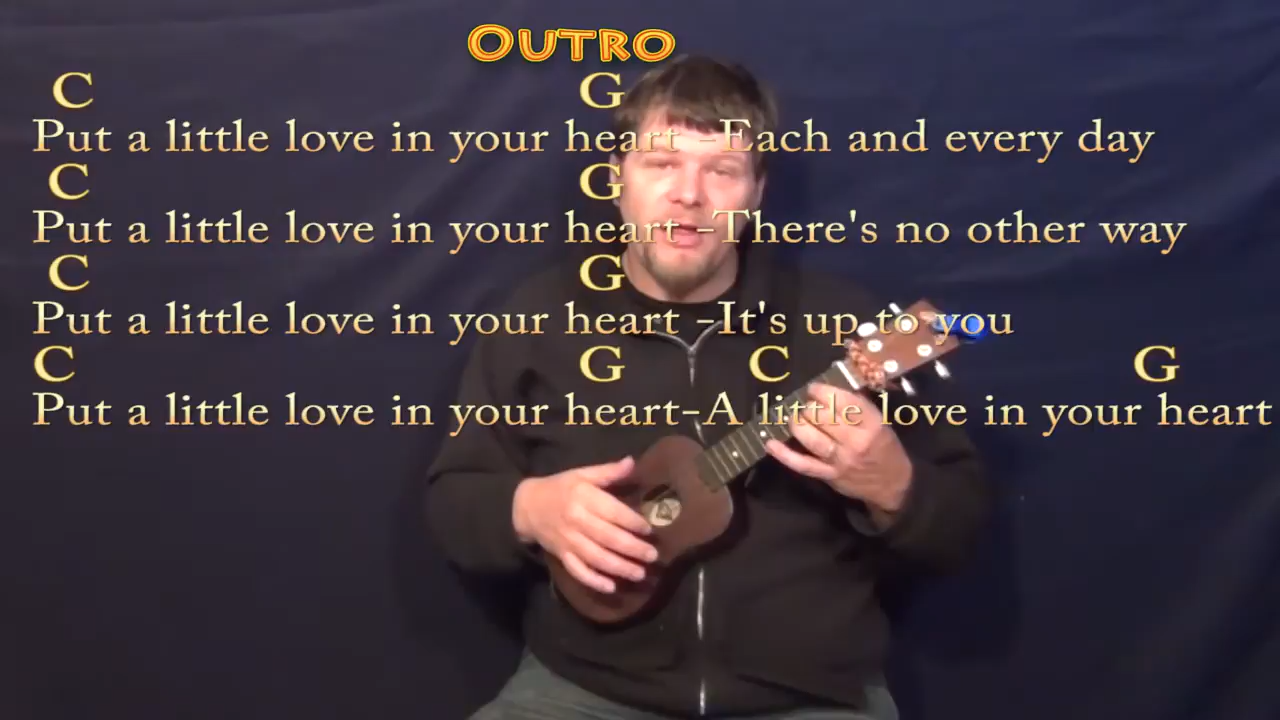 OUTRO
C G
Put a little love in your heart -Each and every day
C G
Put a little love in your heart -There's no other way
C G
Put a little love in your heart -It's up to you
C G C G
Put a little love in your heart-A little love in your heart